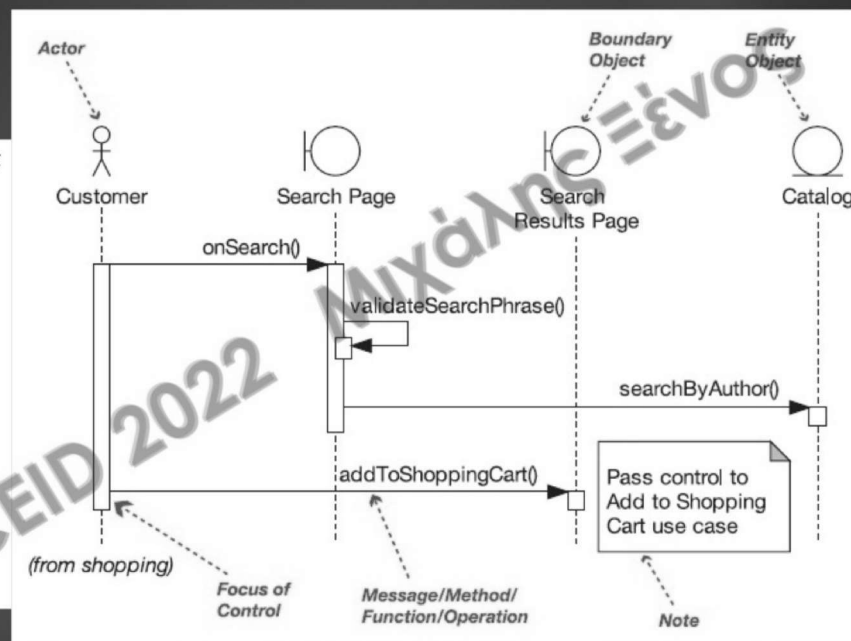 Actor
Boundary
Object
Entity
Object
Customer
Search Page
Search
Results Page
Catalog
onSearch()
validateSearchPhrase()
searchByAuthor()
addToShoppingCart()
Pass control to
Add to Shopping
Cart use case
(from shopping)
Focus of
Control
Message/Method/
Function/Operation
Note
CEID 2022 Μιχάλης Ξένος